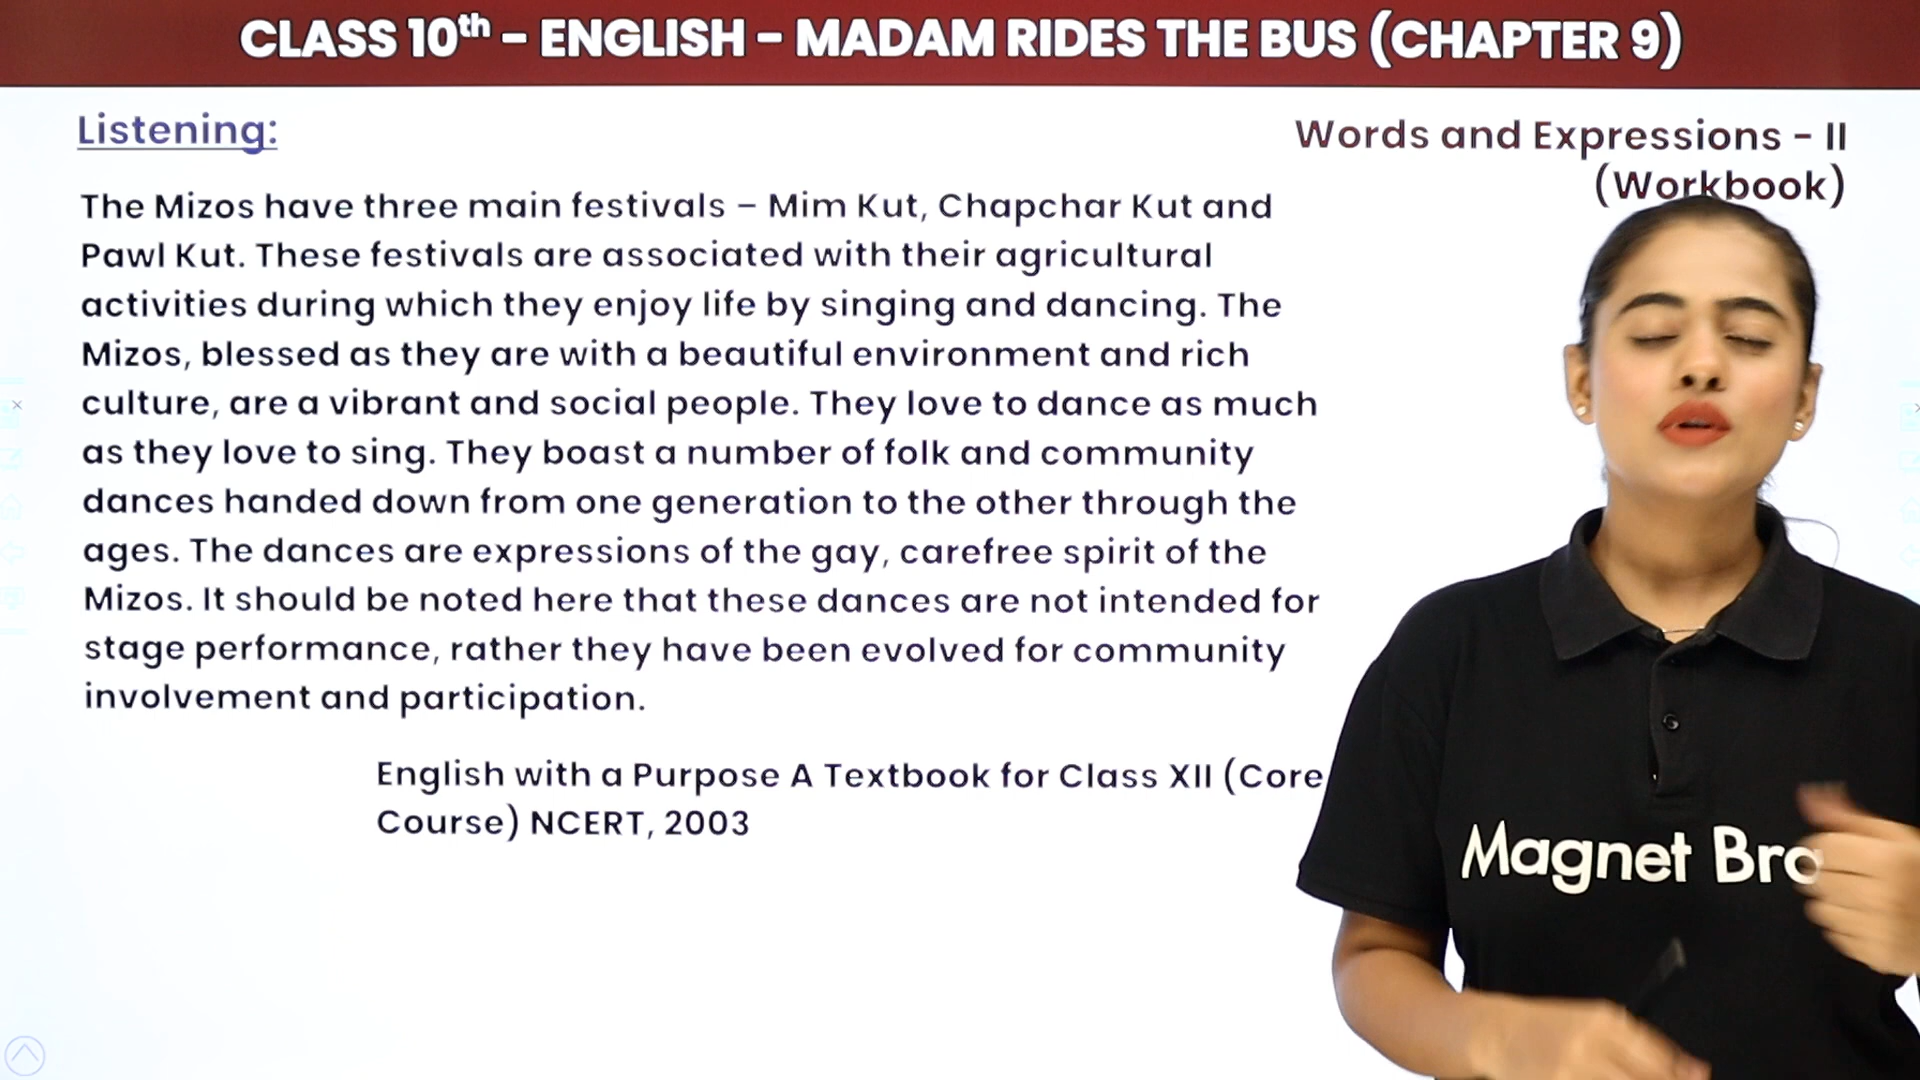 CLASS 10th - ENGLISH - MADAM RIDES THE BUS (CHAPTER 9)
Listening:
Words and Expressions - II
(Workbook)
The Mizos have three main festivals – Mim Kut, Chapchar Kut and
Pawl Kut. These festivals are associated with their agricultural
activities during which they enjoy life by singing and dancing. The
Mizos, blessed as they are with a beautiful environment and rich
culture, are a vibrant and social people. They love to dance as much
as they love to sing. They boast a number of folk and community
dances handed down from one generation to the other through the
ages. The dances are expressions of the gay, carefree spirit of the
Mizos. It should be noted here that these dances are not intended for
stage performance, rather they have been evolved for community
involvement and participation.
English with a Purpose A Textbook for Class XII (Core
Course) NCERT, 2003
Magnet